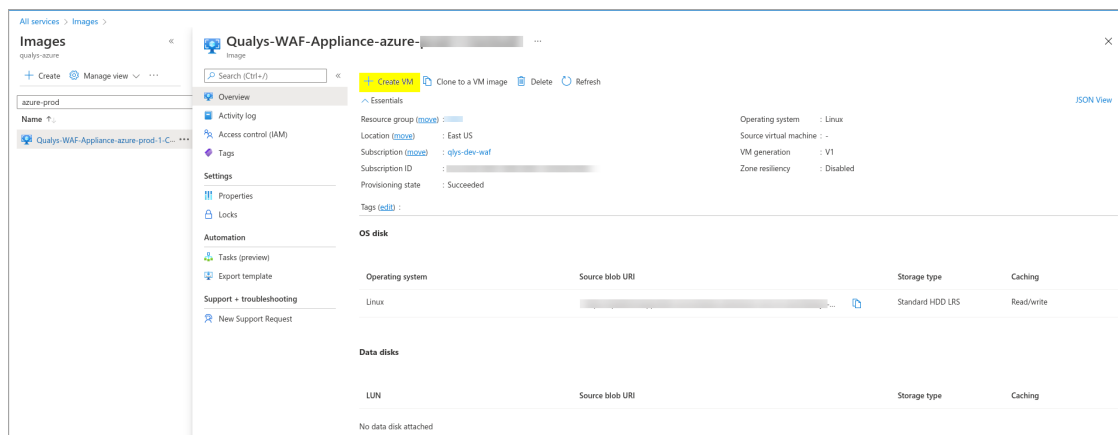 All services > Images >
Images «
qualys-azure
+ Create Manage view ···
azure-prod
Name ↑
Qualys-WAF-Appliance-azure-prod-1-C... ···
Qualys-WAF-Appliance-azure- ···
Image
Search (Ctrl+/) «
Overview
Activity log
Access control (IAM)
Tags
Settings
Properties
Locks
Automation
Tasks (preview)
Export template
Support + troubleshooting
New Support Request
+ Create VM Clone to a VM image Delete Refresh
Essentials JSON View
Resource group (move) : Operating system : Linux
Location (move) : East US Source virtual machine : -
Subscription (move) : qlys-dev-waf VM generation : V1
Subscription ID : Zone resiliency : Disabled
Provisioning state : Succeeded
Tags (edit) :
OS disk
Operating system Source blob URI Storage type Caching
Linux ... Standard HDD LRS Read/write
Data disks
LUN Source blob URI Storage type Caching
No data disk attached